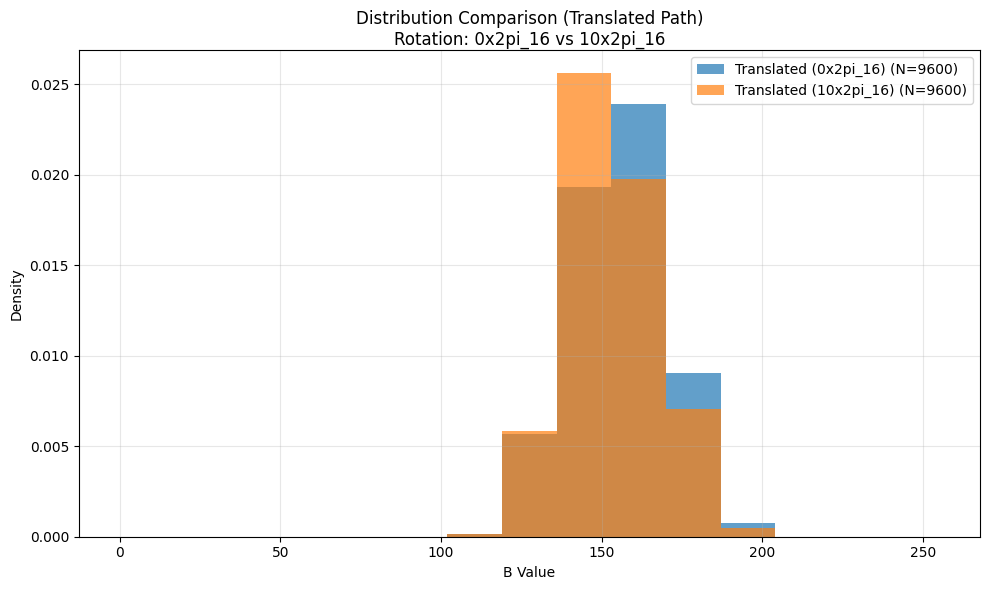 Distribution Comparison (Translated Path)
Rotation: 0x2pi_16 vs 10x2pi_16
Translated (0x2pi_16) (N=9600)
Translated (10x2pi_16) (N=9600)
Density
0.025
0.020
0.015
0.010
0.005
0.000
0 50 100 150 200 250
B Value